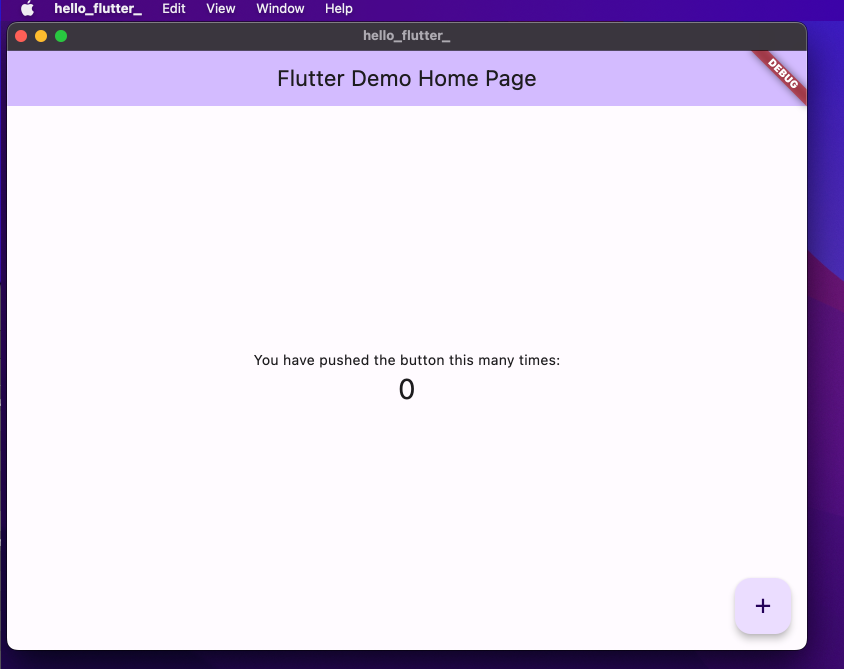 hello_flutter_ Edit View Window Help
hello_flutter_
Flutter Demo Home Page
DEBUG
You have pushed the button this many times:
0
+